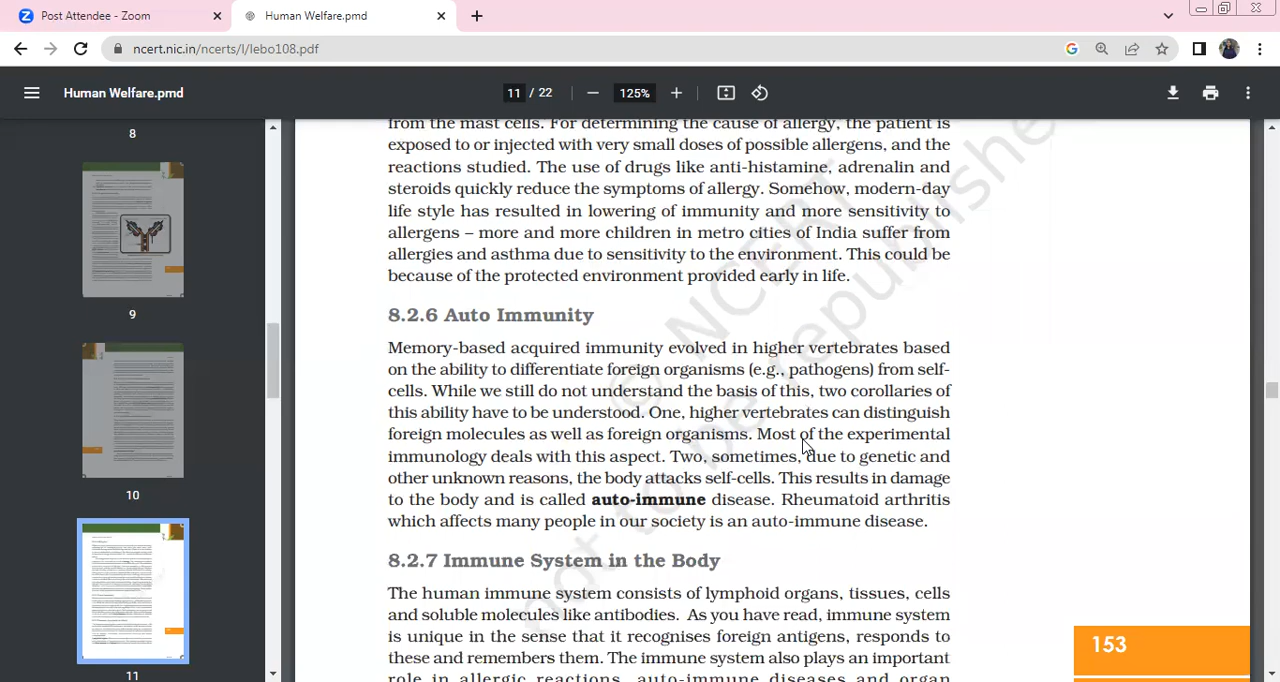 Post Attendee - Zoom
Human Welfare.pmd
ncert.nic.in/ncerts/l/lebo108.pdf
Human Welfare.pmd
11 / 22
125%
8
9
10
11
from the mast cells. For determining the cause of allergy, the patient is
exposed to or injected with very small doses of possible allergens, and the
reactions studied. The use of drugs like anti-histamine, adrenalin and
steroids quickly reduce the symptoms of allergy. Somehow, modern-day
life style has resulted in lowering of immunity and more sensitivity to
allergens – more and more children in metro cities of India suffer from
allergies and asthma due to sensitivity to the environment. This could be
because of the protected environment provided early in life.
8.2.6 Auto Immunity
Memory-based acquired immunity evolved in higher vertebrates based
on the ability to differentiate foreign organisms (e.g., pathogens) from self-
cells. While we still do not understand the basis of this, two corollaries of
this ability have to be understood. One, higher vertebrates can distinguish
foreign molecules as well as foreign organisms. Most of the experimental
immunology deals with this aspect. Two, sometimes, due to genetic and
other unknown reasons, the body attacks self-cells. This results in damage
to the body and is called auto-immune disease. Rheumatoid arthritis
which affects many people in our society is an auto-immune disease.
8.2.7 Immune System in the Body
The human immune system consists of lymphoid organs, tissues, cells
and soluble molecules like antibodies. As you have read, immune system
is unique in the sense that it recognises foreign antigens, responds to
these and remembers them. The immune system also plays an important
role in allergic reactions, auto-immune diseases and organ
153
© NCERT
not to be republishe